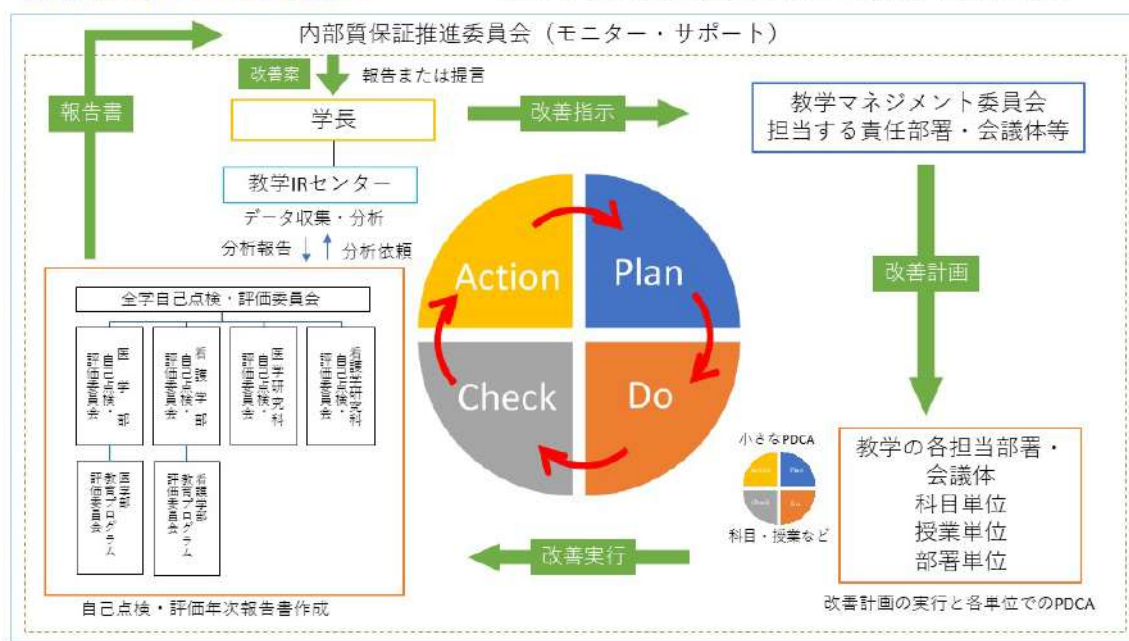 内部質保証推進委員会（モニター・サポート）
改善案
報告または提言
報告書
学長
改善指示
教学マネジメント委員会
担当する責任部署・会議体等
教学IRセンター
データ収集・分析
分析報告
分析依頼
改善計画
Action
Plan
Check
Do
全学自己点検・評価委員会
医学部
自己点検・
評価委員会
看護学部
自己点検・
評価委員会
医学研究科
自己点検・
評価委員会
看護学研究科
自己点検・
評価委員会
医学部
教育プログラム
評価委員会
看護学部
教育プログラム
評価委員会
小さなPDCA
Action
Plan
Check
Do
科目・授業など
教学の各担当部署・
会議体
科目単位
授業単位
部署単位
改善実行
自己点検・評価年次報告書作成
改善計画の実行と各単位でのPDCA